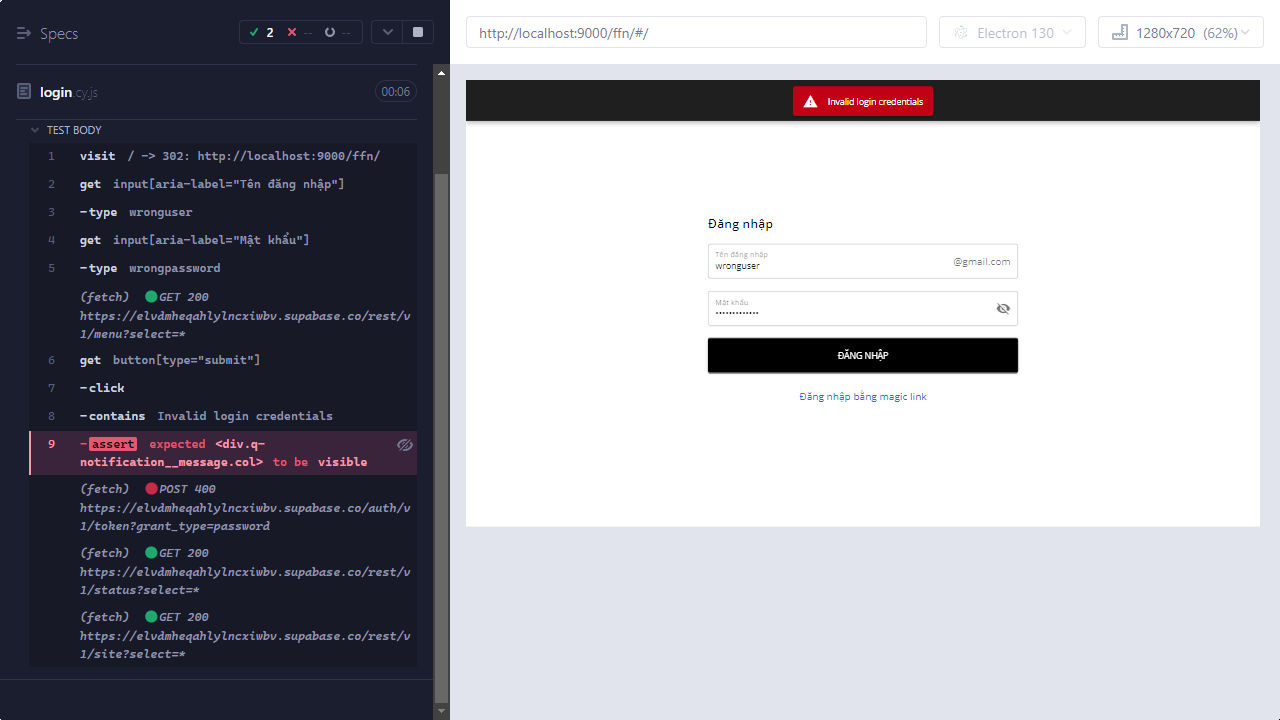 Specs
2
--
--
login.cy.js
00:06
TEST BODY
1 visit / -> 302: http://localhost:9000/ffn/
2 get input[aria-label="Tên đăng nhập"]
3 -type wronguser
4 get input[aria-label="Mật khẩu"]
5 -type wrongpassword
(fetch) GET 200
https://elvdmheqahlylncxiwbv.supabase.co/rest/v
1/menu?select=*
6 get button[type="submit"]
7 -click
8 -contains Invalid login credentials
9 -assert expected <div.q-
notification__message.col> to be visible
(fetch) POST 400
https://elvdmheqahlylncxiwbv.supabase.co/auth/v
1/token?grant_type=password
(fetch) GET 200
https://elvdmheqahlylncxiwbv.supabase.co/rest/v
1/status?select=*
(fetch) GET 200
https://elvdmheqahlylncxiwbv.supabase.co/rest/v
1/site?select=*
http://localhost:9000/ffn/#/
Electron 130
1280x720 (62%)
Invalid login credentials
Đăng nhập
Tên đăng nhập
wronguser
@gmail.com
Mật khẩu
•••••••••••••
ĐĂNG NHẬP
Đăng nhập bằng magic link